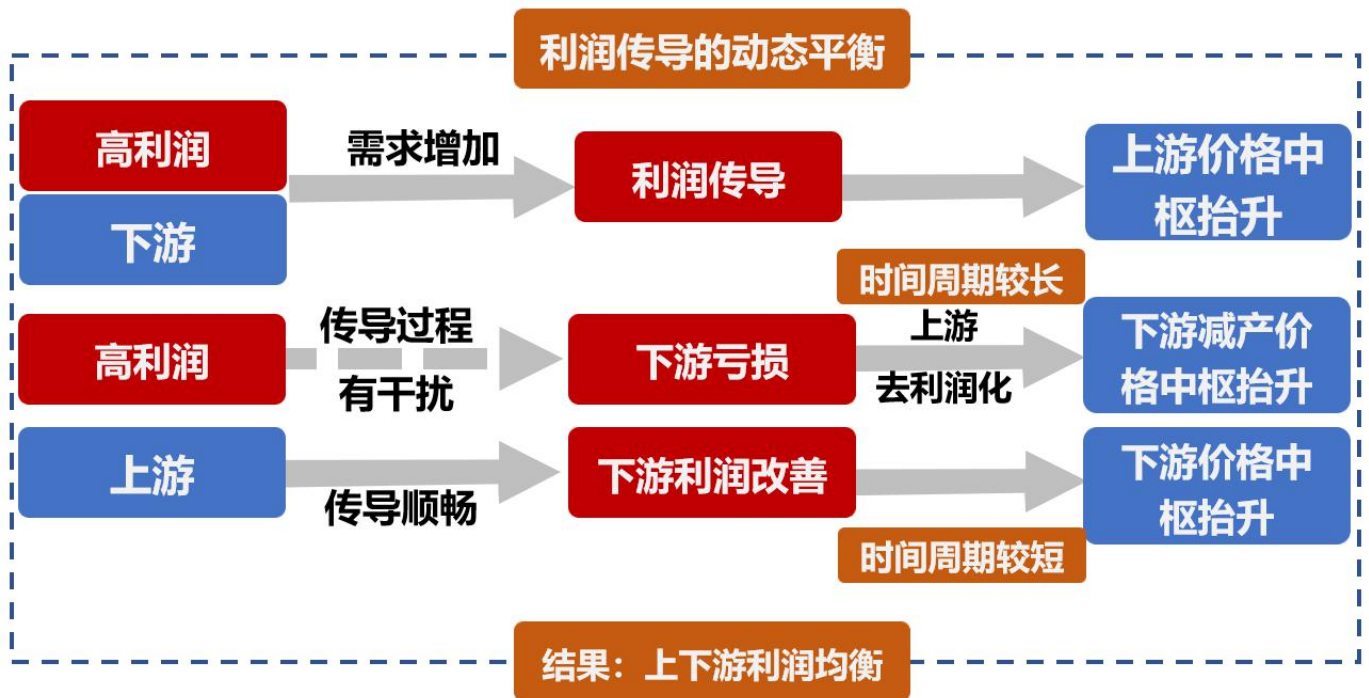 利润传导的动态平衡
高利润
需求增加
利润传导
上游价格中
枢抬升
下游
时间周期较长
高利润
传导过程
有干扰
下游亏损
上游
去利润化
下游减产价
格中枢抬升
上游
传导顺畅
下游利润改善
下游价格中
枢抬升
时间周期较短
结果：上下游利润均衡